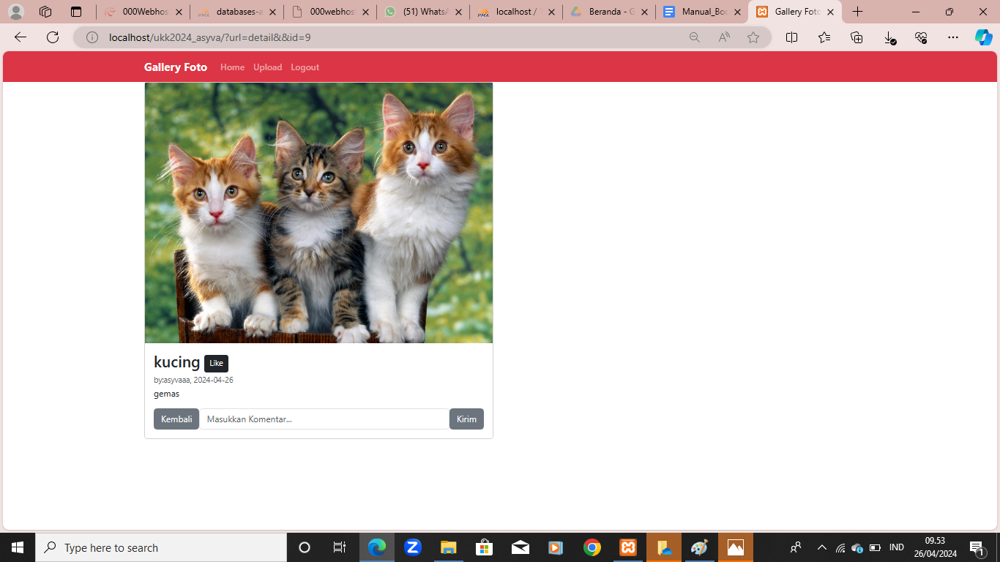 000Webhos
databases-a
000webhos
(51) WhatsA
localhost /
Beranda - G
Manual_Boo
Gallery Foto
localhost/ukk2024_asyva/?url=detail&&id=9
Gallery Foto Home Upload Logout
kucing Like
by:asyvaaa, 2024-04-26
gemas
Kembali Masukkan Komentar... Kirim
Type here to search
IND
09.53
26/04/2024
1